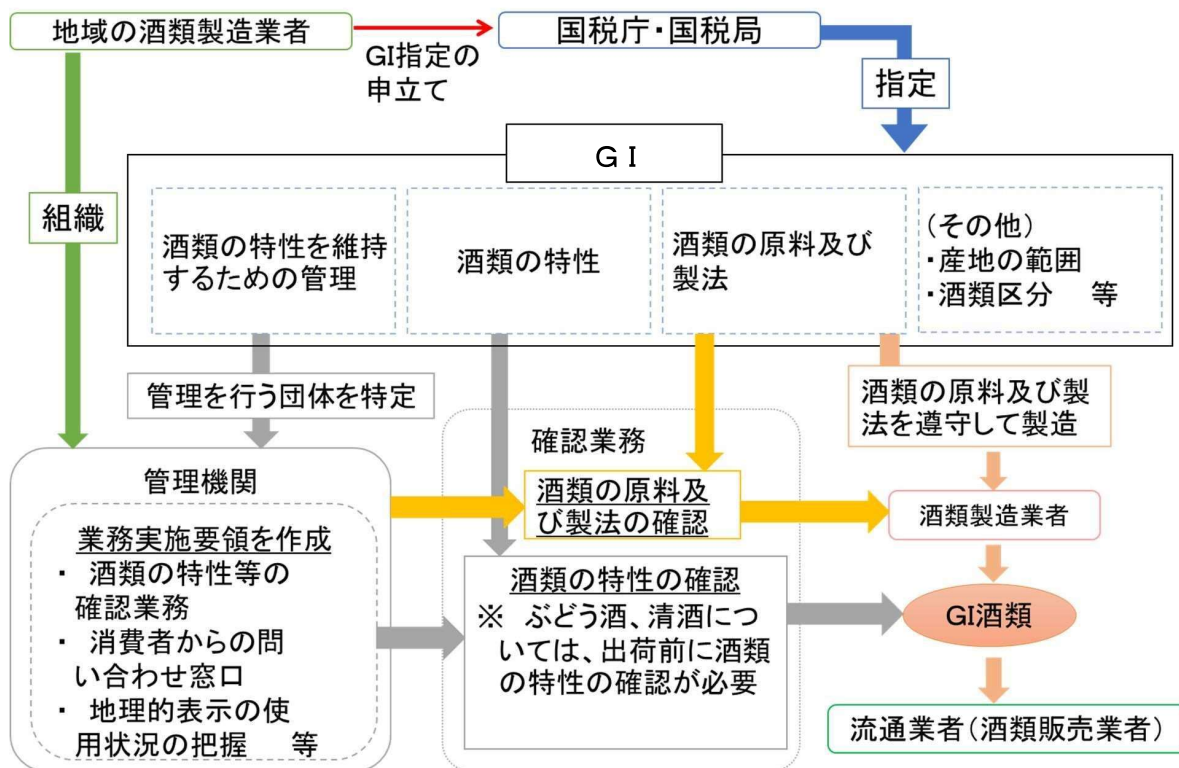 地域の酒類製造業者
国税庁・国税局
GI指定の
申立て
指定
ＧＩ
組織
酒類の特性を維持
するための管理
酒類の特性
酒類の原料及び
製法
(その他)
・産地の範囲
・酒類区分　等
管理を行う団体を特定
酒類の原料及び製
法を遵守して製造
確認業務
管理機関
業務実施要領を作成
・ 酒類の特性等の
確認業務
・ 消費者からの問
い合わせ窓口
・ 地理的表示の使
用状況の把握　等
酒類の原料及
び製法の確認
酒類の特性の確認
※ ぶどう酒、清酒につ
いては、出荷前に酒類
の特性の確認が必要
酒類製造業者
GI酒類
流通業者(酒類販売業者)